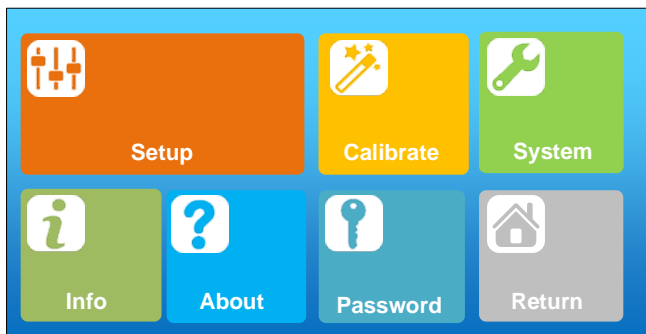 Setup
Calibrate
System
Info
About
Password
Return